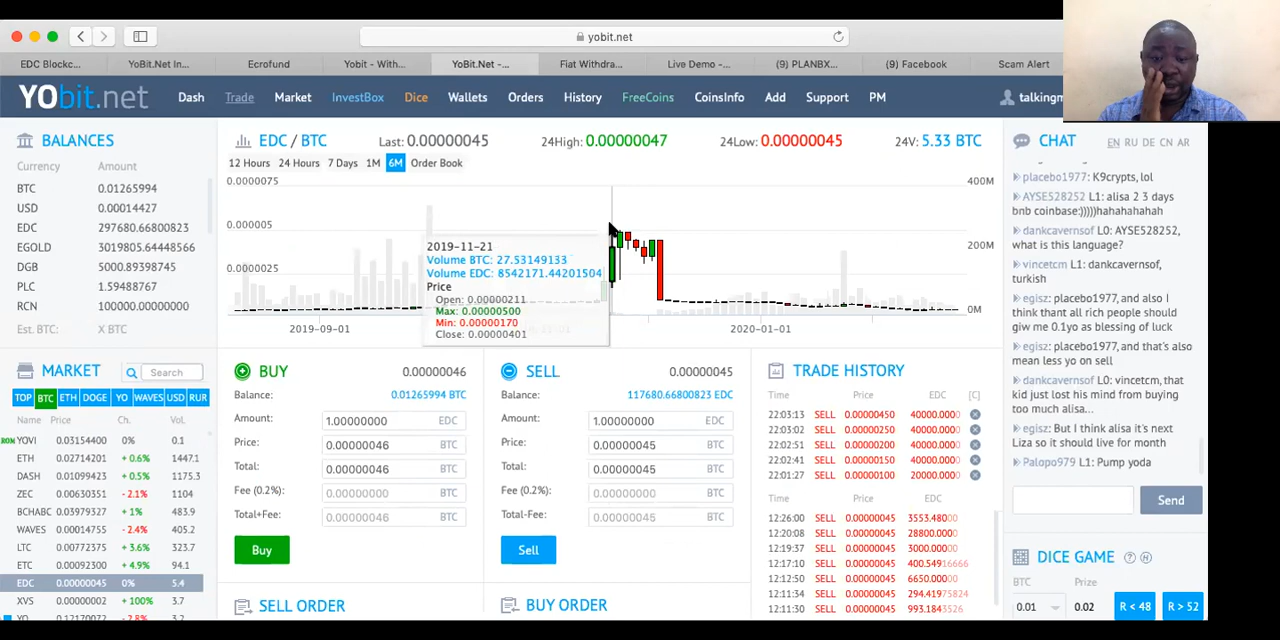 yobit.net
EDC Blockc...
YoBit.Net In...
Ecrofund
Yobit - With...
YoBit.Net -...
Fiat Withdra...
Live Demo -...
(9) PLANBX...
(9) Facebook
Scam Alert
YObit.net
Dash
Trade
Market
InvestBox
Dice
Wallets
Orders
History
FreeCoins
CoinsInfo
Add
Support
PM
talkingm
BALANCES
Currency Amount
BTC 0.01265994
USD 0.00014427
EDC 297680.66800823
EGOLD 3019805.64448566
DGB 5000.89398745
PLC 1.59488767
RCN 100000.00000000
Est. BTC: X BTC
MARKET
Search
TOP BTC ETH DOGE YO WAVES USD RUR
Name Price Ch. Vol.
YOVI 0.03154400 0% 0.1
ETH 0.02714201 + 0.6% 1447.1
DASH 0.01099423 + 0.5% 1175.3
ZEC 0.00630351 - 2.1% 1104
BCHABC 0.03979327 + 1% 483.9
WAVES 0.00014755 - 2.4% 405.2
LTC 0.00772375 + 3.6% 323.7
ETC 0.00092300 + 4.9% 94.1
EDC 0.00000045 0% 5.4
XVS 0.00000002 + 100% 3.7
YO 0.12170072 - 2.8% 3.2
EDC / BTC
Last: 0.00000045
24High: 0.00000047
24Low: 0.00000045
24V: 5.33 BTC
12 Hours 24 Hours 7 Days 1M 6M Order Book
0.0000075
0.000005
0.0000025
400M
200M
0M
2019-09-01
2020-01-01
2019-11-21
Volume BTC: 27.53149133
Volume EDC: 8542171.44201504
Price
Open: 0.00000211
Max: 0.00000500
Min: 0.00000170
Close: 0.00000401
BUY 0.00000046
Balance: 0.01265994 BTC
Amount: 1.00000000 EDC
Price: 0.00000046 BTC
Total: 0.00000046 BTC
Fee (0.2%): 0.00000000 BTC
Total+Fee: 0.00000046 BTC
Buy
SELL ORDER
SELL 0.00000045
Balance: 117680.66800823 EDC
Amount: 1.00000000 EDC
Price: 0.00000045 BTC
Total: 0.00000045 BTC
Fee (0.2%): 0.00000000 BTC
Total-Fee: 0.00000045 BTC
Sell
BUY ORDER
TRADE HISTORY
Time Price EDC [C]
22:03:13 SELL 0.00000450 40000.0000
22:03:02 SELL 0.00000250 40000.0000
22:02:51 SELL 0.00000200 40000.0000
22:02:41 SELL 0.00000150 40000.0000
22:01:27 SELL 0.00000100 20000.0000
Time Price EDC
12:26:00 SELL 0.00000045 3553.48000
12:20:08 SELL 0.00000045 28800.0000
12:19:37 SELL 0.00000045 3000.0000
12:17:10 SELL 0.00000045 400.54916666
12:12:50 SELL 0.00000045 6650.0000
12:11:34 SELL 0.00000045 294.41975824
12:11:30 SELL 0.00000045 993.1843526
CHAT
EN RU DE CN AR
placebo1977: K9crypts, lol
AYSE528252 L1: alisa 2 3 days
bnb coinbase:)))))hahahahahah
dankcavernsof L0: AYSE528252,
what is this language?
vincetcm L1: dankcavernsof,
turkish
egisz: placebo1977, and also I
think thant all rich people should
giw me 0.1yo as blesing of luck
egisz: placebo1977, and that's also
mean less yo on sell
dankcavernsof L0: vincetcm, that
kid just lost his mind from buying
too much alisa...
egisz: But I think alisa it's next
Liza so it should live for month
Palopo979 L1: Pump yoda
Send
DICE GAME
BTC Prize
0.01 0.02 R < 48 R > 52